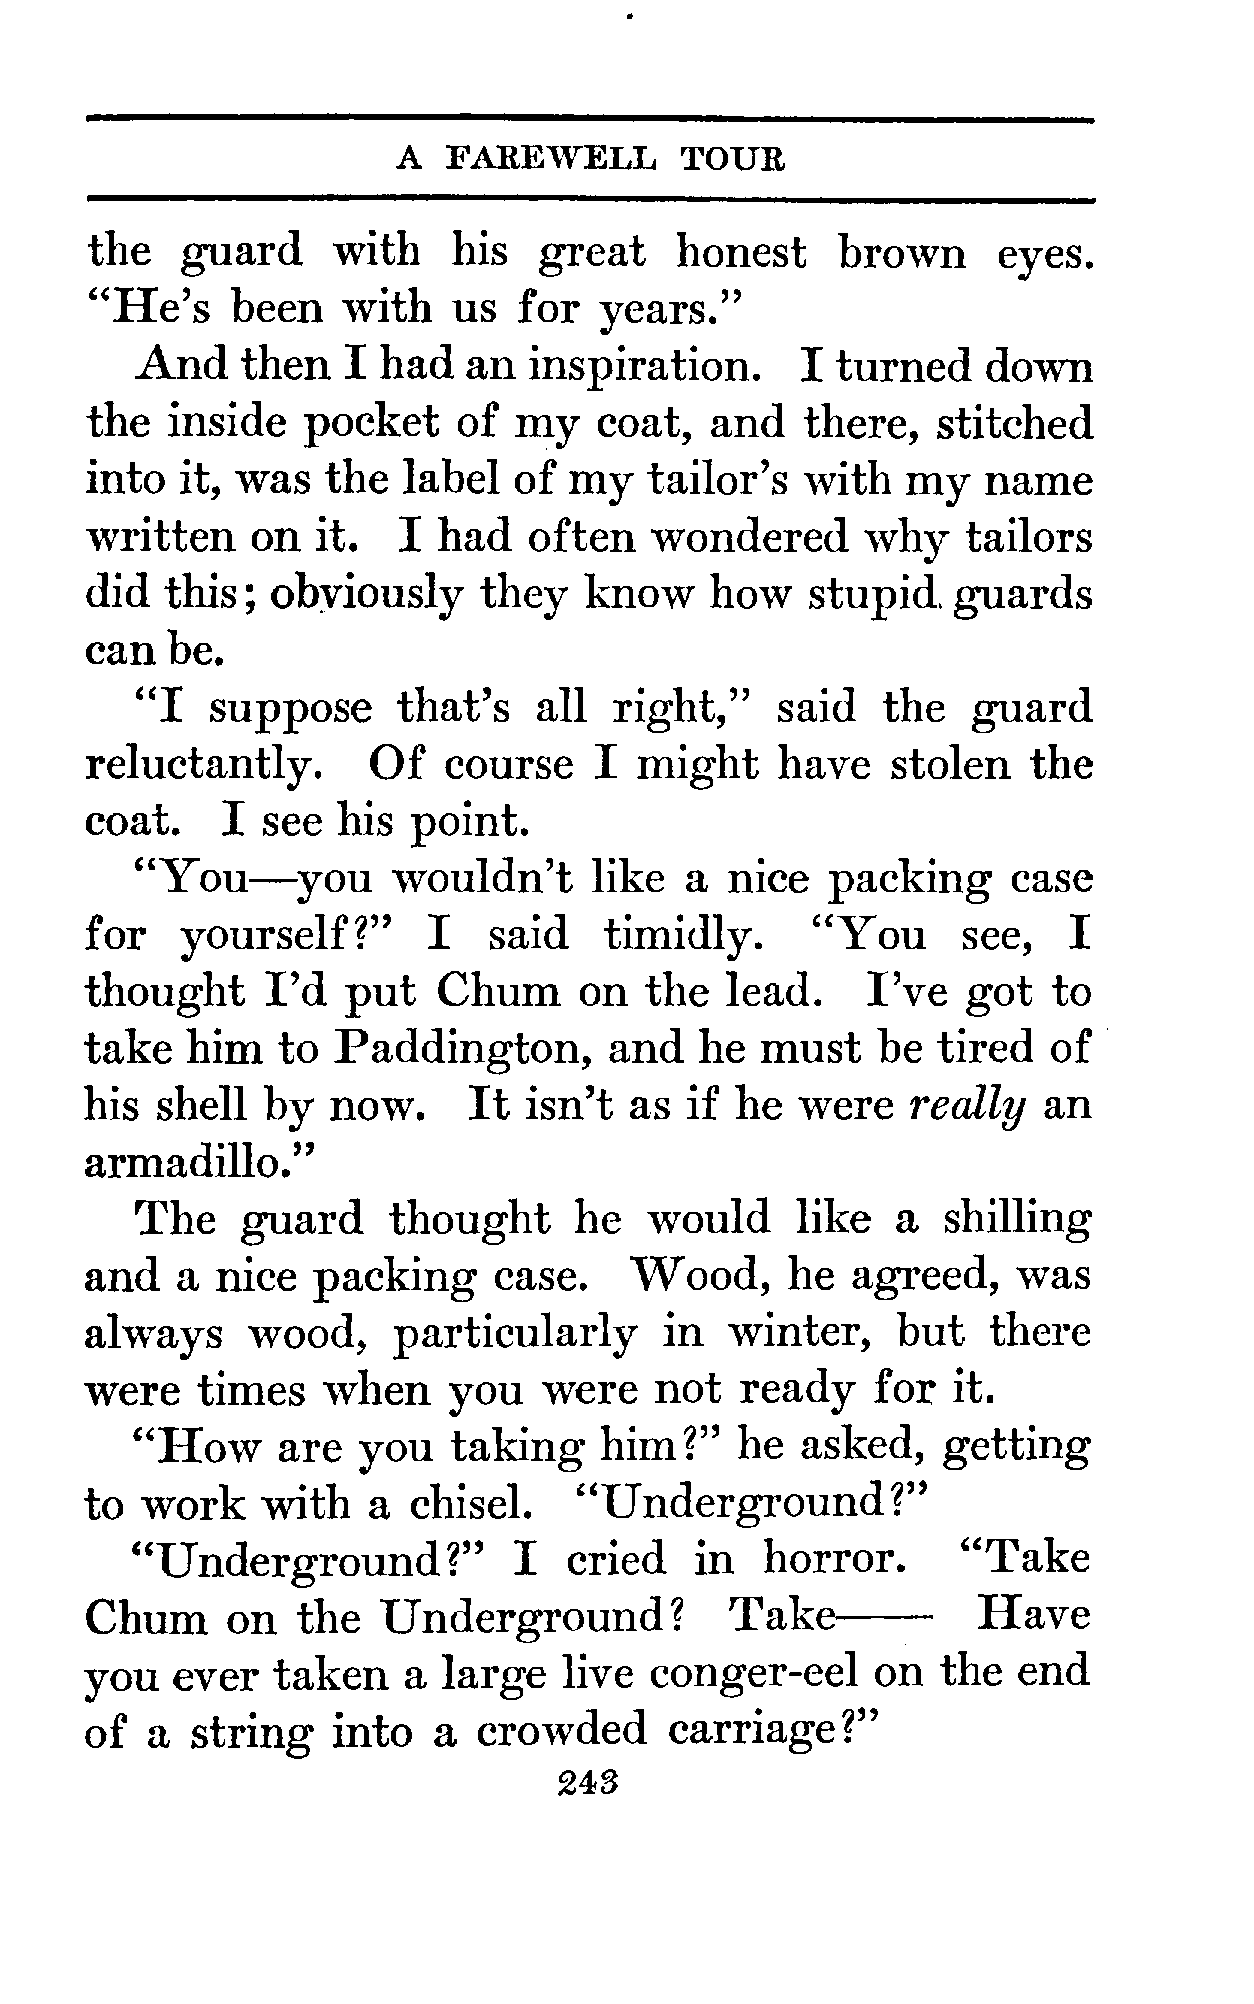 A FAREWELL TOUR
the guard with his great honest brown eyes.
“He’s been with us for years.”
And then I had an inspiration. I turned down
the inside pocket of my coat, and there, stitched
into it, was the label of my tailor’s with my name
written on it. I had often wondered why tailors
did this; obviously they know how stupid guards
can be.
“I suppose that’s all right,” said the guard
reluctantly. Of course I might have stolen the
coat. I see his point.
“You—you wouldn’t like a nice packing case
for yourself?” I said timidly. “You see, I
thought I’d put Chum on the lead. I’ve got to
take him to Paddington, and he must be tired of
his shell by now. It isn’t as if he were really an
armadillo.”
The guard thought he would like a shilling
and a nice packing case. Wood, he agreed, was
always wood, particularly in winter, but there
were times when you were not ready for it.
“How are you taking him?” he asked, getting
to work with a chisel. “Underground?”
“Underground?” I cried in horror. “Take
Chum on the Underground? Take—— Have
you ever taken a large live conger-eel on the end
of a string into a crowded carriage?”
243